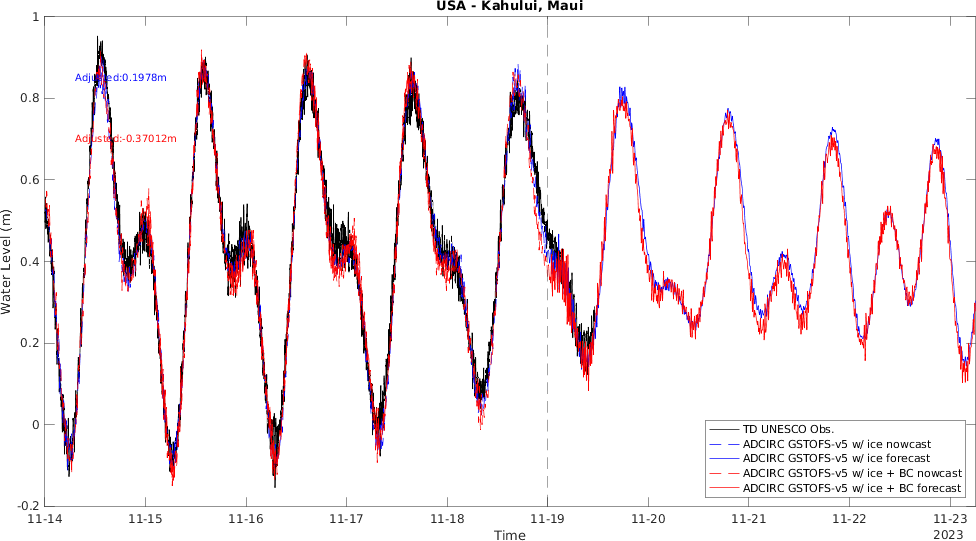 USA - Kahului, Maui
1
0.8
0.6
0.4
0.2
0
-0.2
Water Level (m)
Adjusted:0.1978m
Adjusted:-0.37012m
TD UNESCO Obs.
ADCIRC GSTOFS-v5 w/ ice nowcast
ADCIRC GSTOFS-v5 w/ ice forecast
ADCIRC GSTOFS-v5 w/ ice + BC nowcast
ADCIRC GSTOFS-v5 w/ ice + BC forecast
11-14 11-15 11-16 11-17 11-18 11-19 11-20 11-21 11-22 11-23
Time
2023